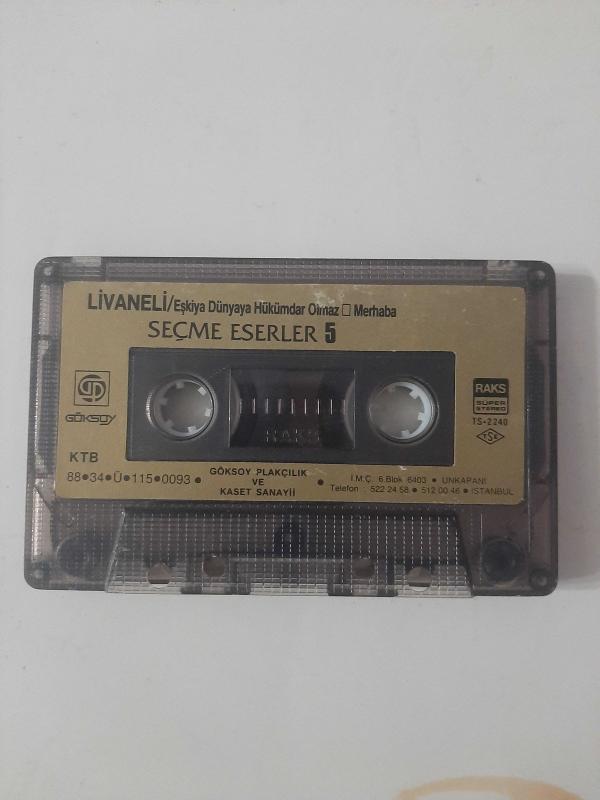 LİVANELİ/Eşkiya Dünyaya Hükümdar Olmaz □ Merhaba
SEÇME ESERLER 5
GÖKSOY
RAKS
SÜPER
STEREO
TS-2240
TSE
RAKS
KTB
88●34●Ü●115●0093 ●
GÖKSOY PLAKÇILIK
VE
KASET SANAYİİ
● İ.M.Ç. 6.Blok 6403 ● UNKAPANI
Telefon : 522 24 58 ● 512 00 46 ● İSTANBUL